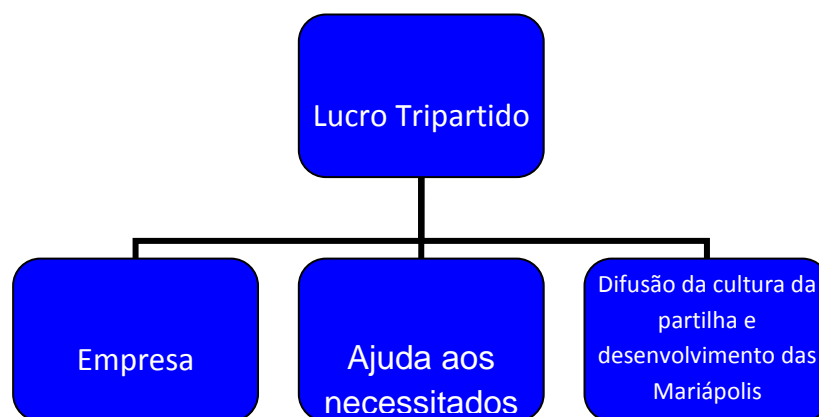 Lucro Tripartido
Empresa
Ajuda aos
necessitados
Difusão da cultura da
partilha e
desenvolvimento das
Mariápolis